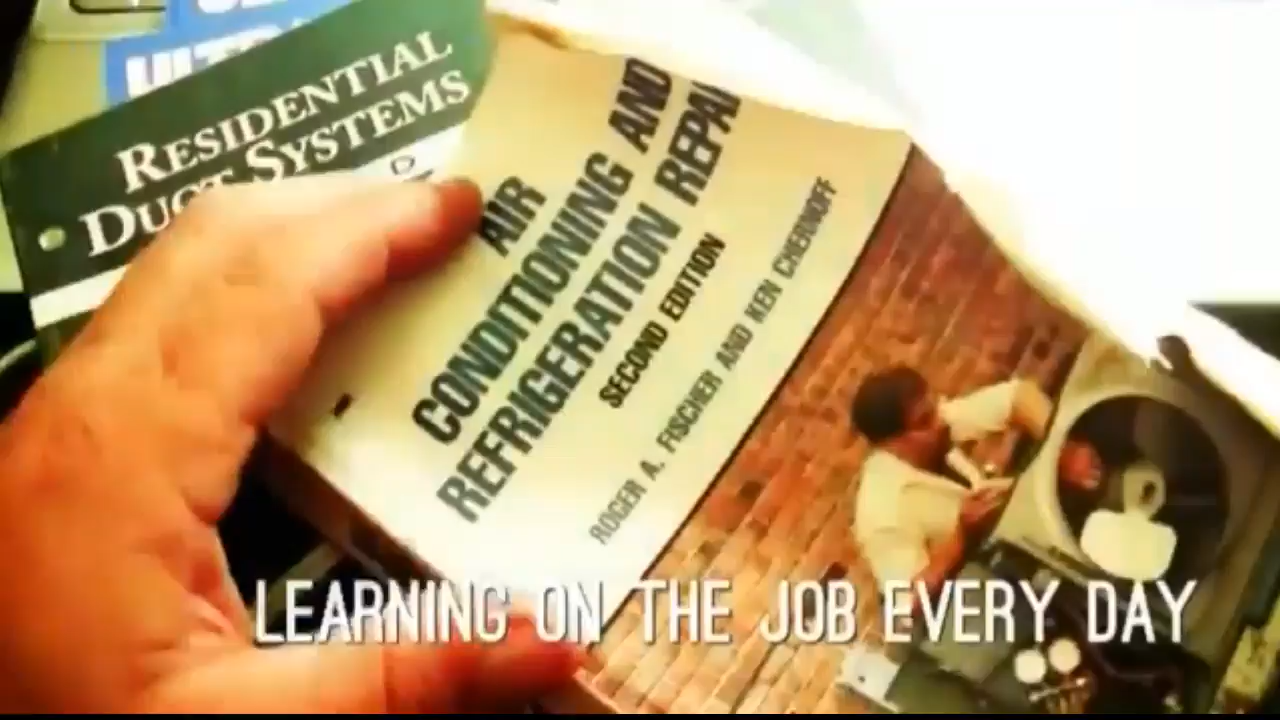 RESIDENTIAL
DUCT SYSTEMS
AIR
CONDITIONING AND
REFRIGERATION
SECOND EDITION
ROGER A. FISCHER AND KEN CHERNOFF
LEARNING ON THE JOB EVERY DAY